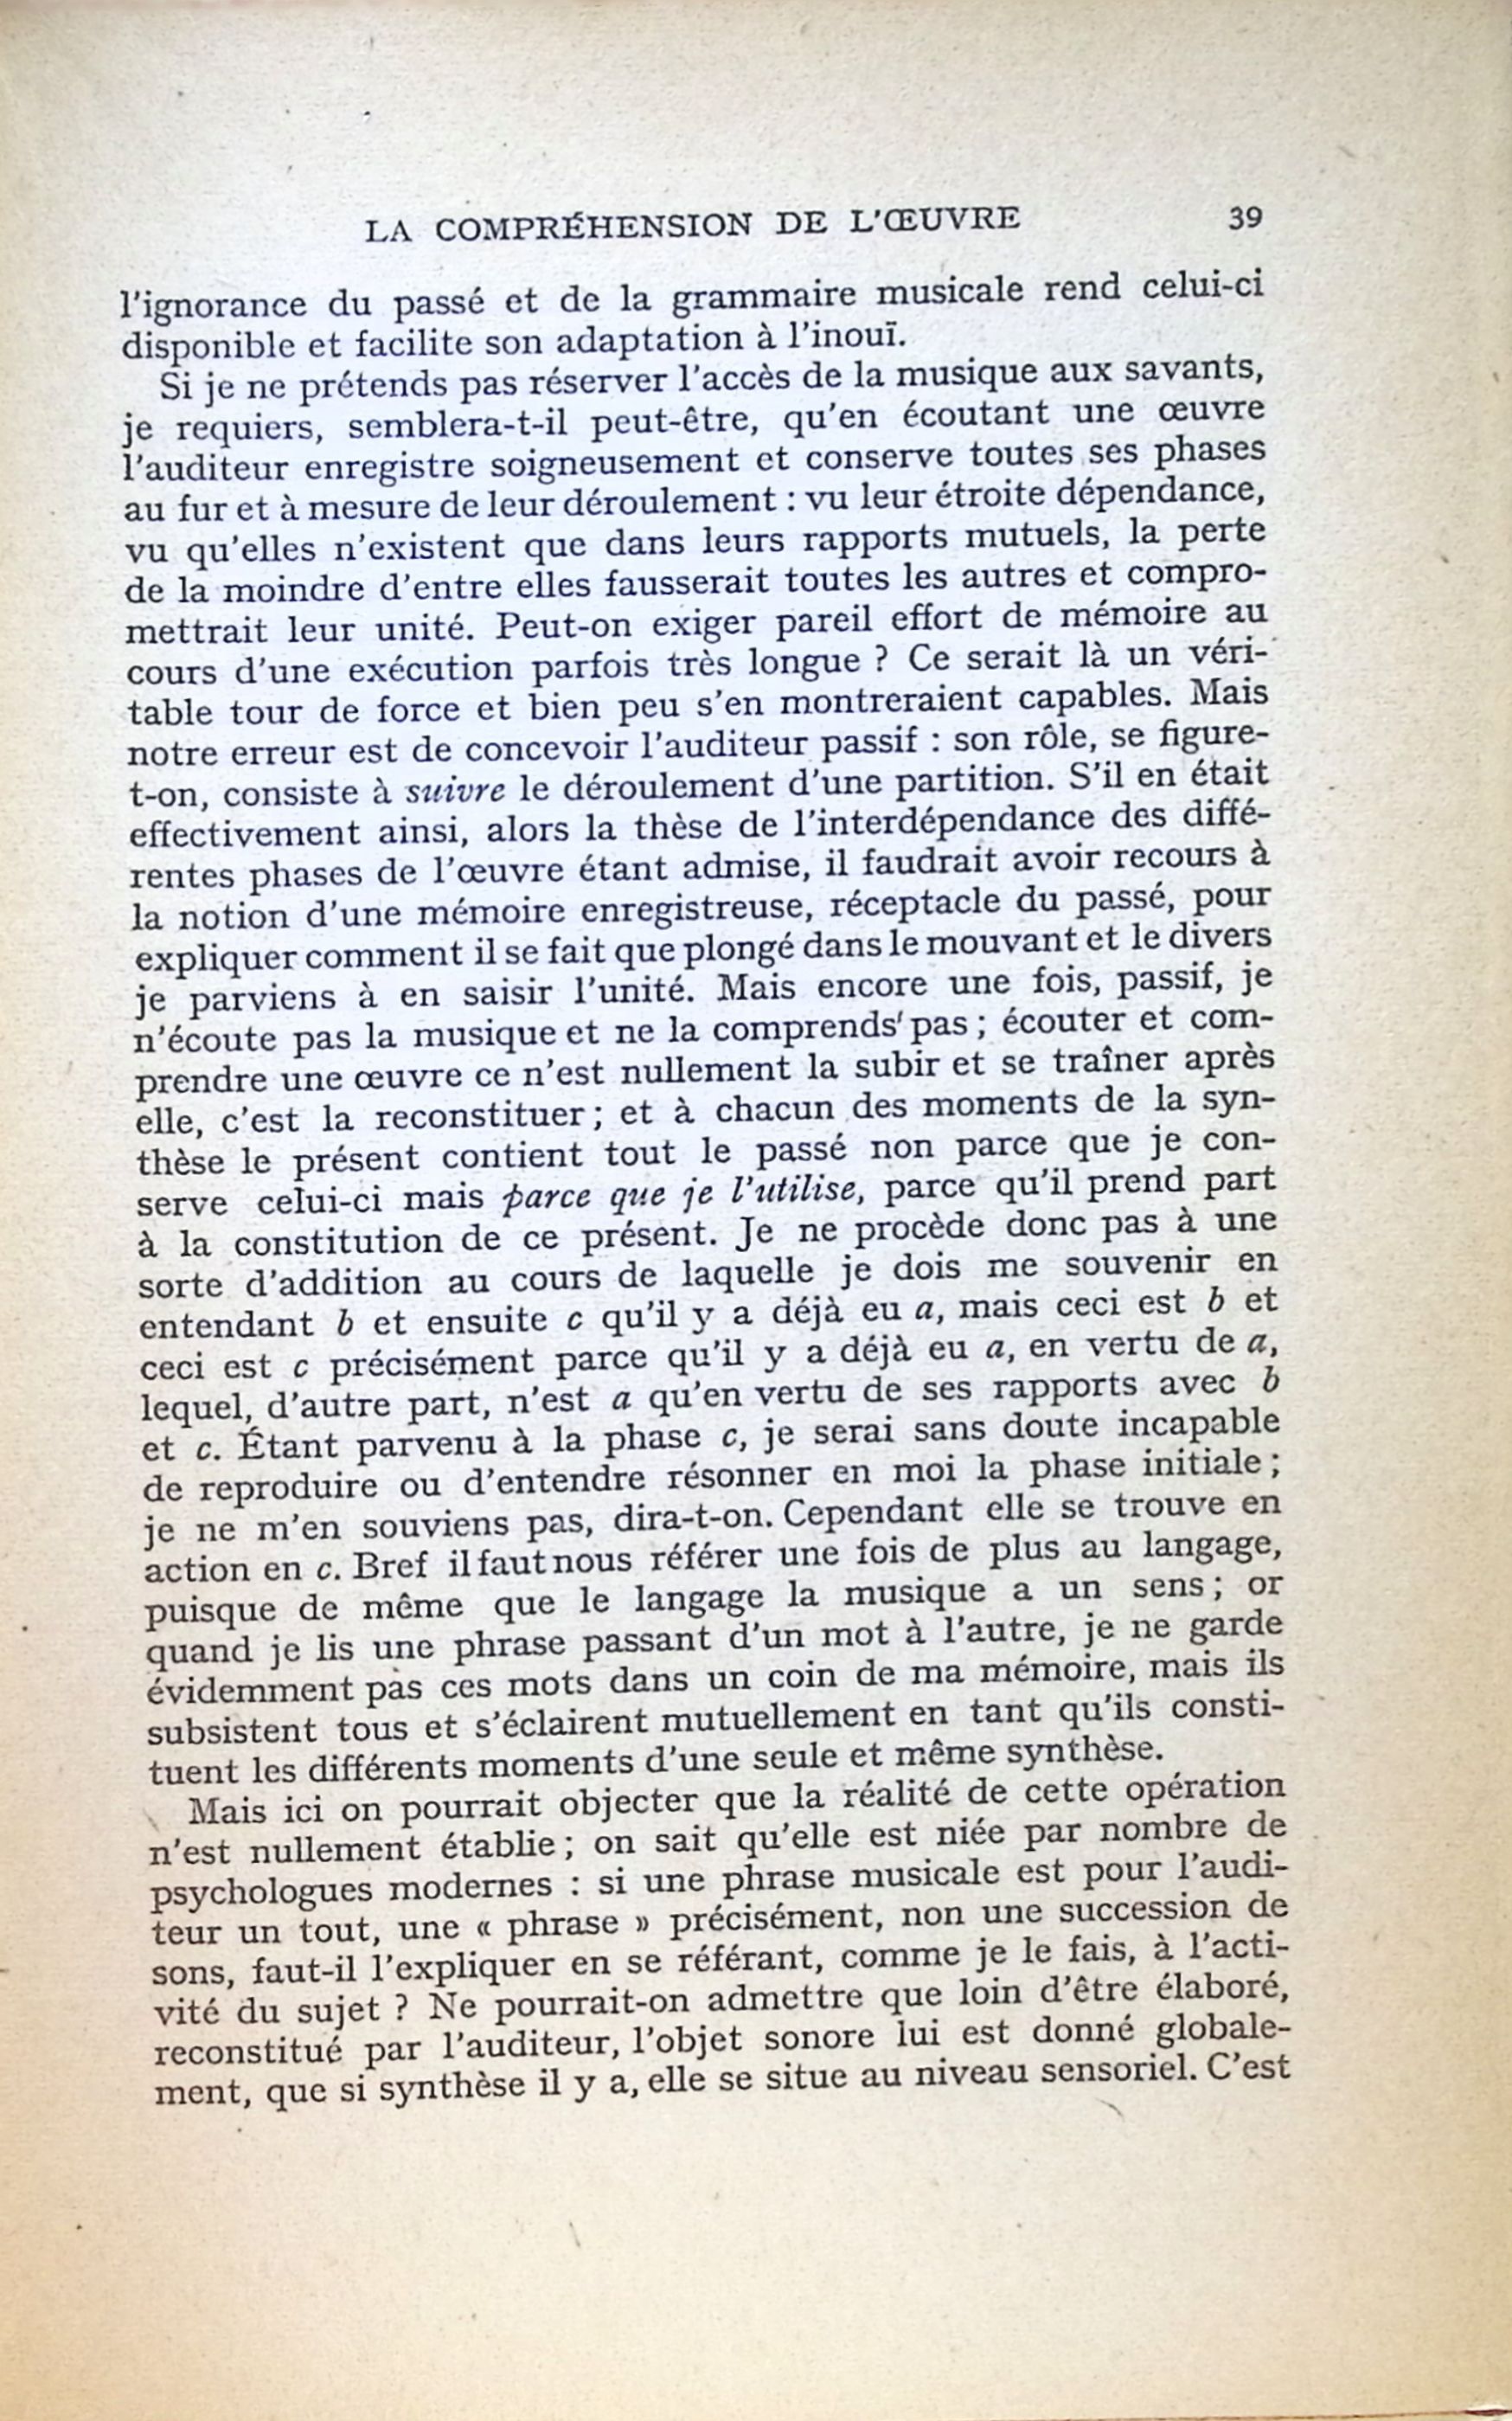 LA COMPRÉHENSION DE L'ŒUVRE 39
l'ignorance du passé et de la grammaire musicale rend celui-ci
disponible et facilite son adaptation à l'inouï.
Si je ne prétends pas réserver l'accès de la musique aux savants,
je requiers, semblera-t-il peut-être, qu'en écoutant une œuvre
l'auditeur enregistre soigneusement et conserve toutes ses phases
au fur et à mesure de leur déroulement : vu leur étroite dépendance,
vu qu'elles n'existent que dans leurs rapports mutuels, la perte
de la moindre d'entre elles fausserait toutes les autres et compro-
mettrait leur unité. Peut-on exiger pareil effort de mémoire au
cours d'une exécution parfois très longue ? Ce serait là un véri-
table tour de force et bien peu s'en montreraient capables. Mais
notre erreur est de concevoir l'auditeur passif : son rôle, se figure-
t-on, consiste à suivre le déroulement d'une partition. S'il en était
effectivement ainsi, alors la thèse de l'interdépendance des diffé-
rentes phases de l'œuvre étant admise, il faudrait avoir recours à
la notion d'une mémoire enregistreuse, réceptacle du passé, pour
expliquer comment il se fait que plongé dans le mouvant et le divers
je parviens à en saisir l'unité. Mais encore une fois, passif, je
n'écoute pas la musique et ne la comprends pas ; écouter et com-
prendre une œuvre ce n'est nullement la subir et se traîner après
elle, c'est la reconstituer ; et à chacun des moments de la syn-
thèse le présent contient tout le passé non parce que je con-
serve celui-ci mais parce que je l'utilise, parce qu'il prend part
à la constitution de ce présent. Je ne procède donc pas à une
sorte d'addition au cours de laquelle je dois me souvenir en
entendant b et ensuite c qu'il y a déjà eu a, mais ceci est b et
ceci est c précisément parce qu'il y a déjà eu a, en vertu de a,
lequel, d'autre part, n'est a qu'en vertu de ses rapports avec b
et c. Étant parvenu à la phase c, je serai sans doute incapable
de reproduire ou d'entendre résonner en moi la phase initiale ;
je ne m'en souviens pas, dira-t-on. Cependant elle se trouve en
action en c. Bref il faut nous référer une fois de plus au langage,
puisque de même que le langage la musique a un sens ; or
quand je lis une phrase passant d'un mot à l'autre, je ne garde
évidemment pas ces mots dans un coin de ma mémoire, mais ils
subsistent tous et s'éclairent mutuellement en tant qu'ils consti-
tuent les différents moments d'une seule et même synthèse.
Mais ici on pourrait objecter que la réalité de cette opération
n'est nullement établie ; on sait qu'elle est niée par nombre de
psychologues modernes : si une phrase musicale est pour l'audi-
teur un tout, une « phrase » précisément, non une succession de
sons, faut-il l'expliquer en se référant, comme je le fais, à l'acti-
vité du sujet ? Ne pourrait-on admettre que loin d'être élaboré,
reconstitué par l'auditeur, l'objet sonore lui est donné globale-
ment, que si synthèse il y a, elle se situe au niveau sensoriel. C'est